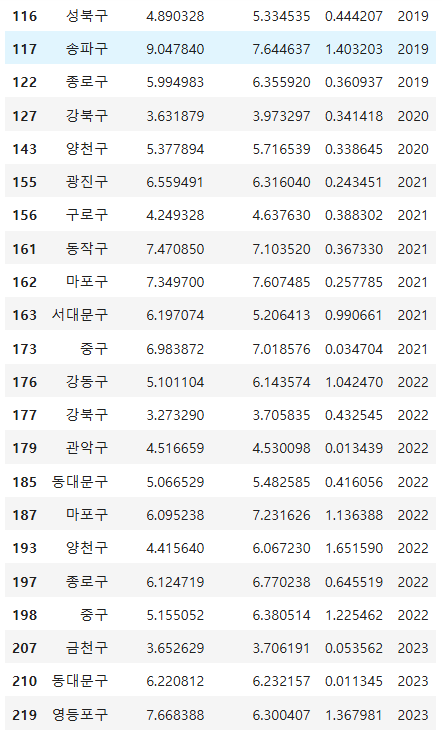 116 성북구 4.890328 5.334535 0.444207 2019
117 송파구 9.047840 7.644637 1.403203 2019
122 종로구 5.994983 6.355920 0.360937 2019
127 강북구 3.631879 3.973297 0.341418 2020
143 양천구 5.377894 5.716539 0.338645 2020
155 광진구 6.559491 6.316040 0.243451 2021
156 구로구 4.249328 4.637630 0.388302 2021
161 동작구 7.470850 7.103520 0.367330 2021
162 마포구 7.349700 7.607485 0.257785 2021
163 서대문구 6.197074 5.206413 0.990661 2021
173 중구 6.983872 7.018576 0.034704 2021
176 강동구 5.101104 6.143574 1.042470 2022
177 강북구 3.273290 3.705835 0.432545 2022
179 관악구 4.516659 4.530098 0.013439 2022
185 동대문구 5.066529 5.482585 0.416056 2022
187 마포구 6.095238 7.231626 1.136388 2022
193 양천구 4.415640 6.067230 1.651590 2022
197 종로구 6.124719 6.770238 0.645519 2022
198 중구 5.155052 6.380514 1.225462 2022
207 금천구 3.652629 3.706191 0.053562 2023
210 동대문구 6.220812 6.232157 0.011345 2023
219 영등포구 7.668388 6.300407 1.367981 2023